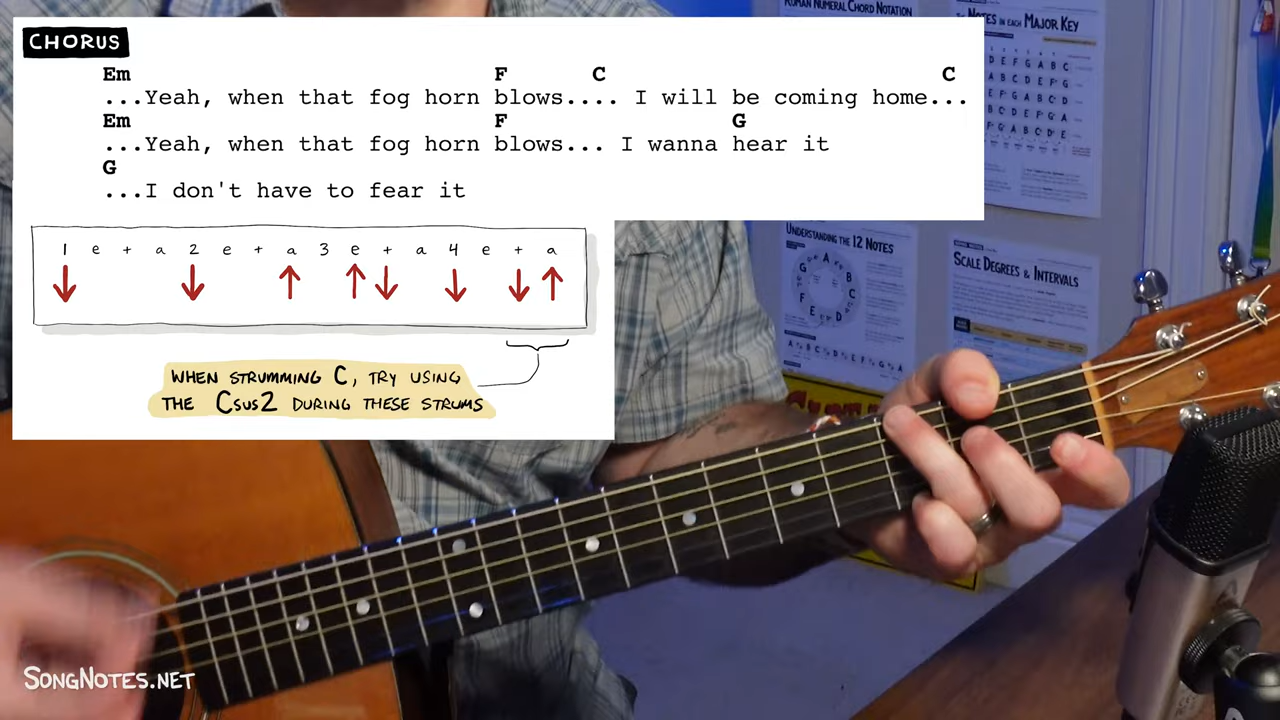 CHORUS
Em F C C
...Yeah, when that fog horn blows.... I will be coming home...
Em F G
...Yeah, when that fog horn blows... I wanna hear it
G
...I don't have to fear it
1 e + a 2 e + a 3 e + a 4 e + a
WHEN STRUMMING C, TRY USING
THE Csus2 DURING THESE STRUMS
ROMAN NUMERAL CHORD NOTATION
NOTES IN EACH MAJOR KEY
UNDERSTANDING THE 12 NOTES
SCALE DEGREES & INTERVALS
SONGNOTES.NET